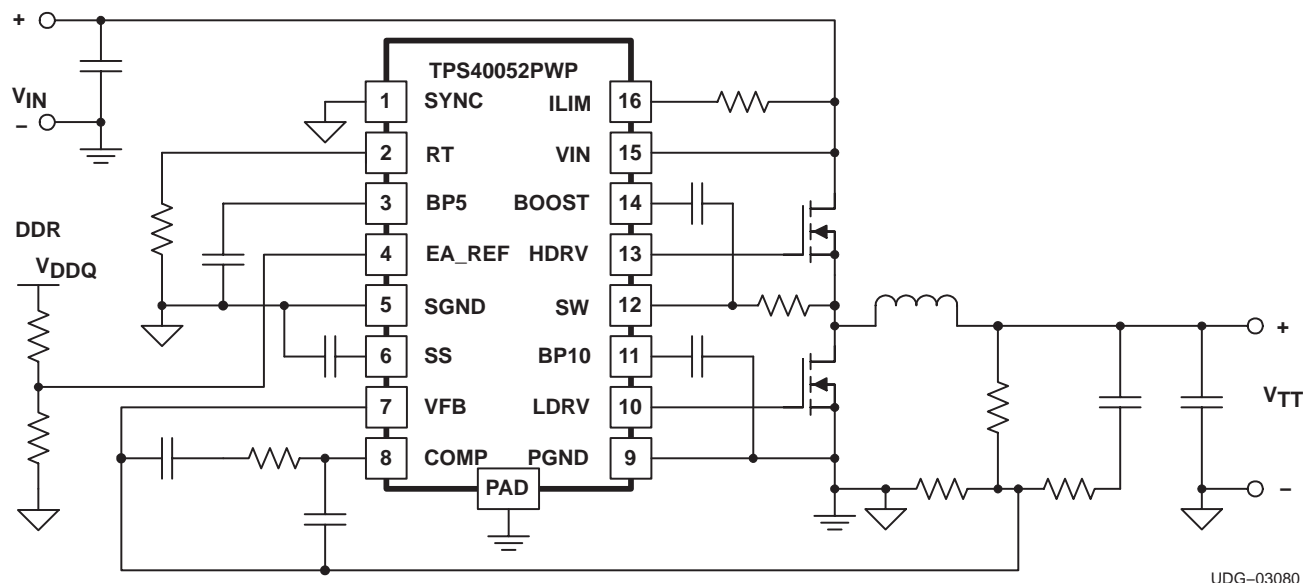 +
TPS40052PWP
1 SYNC ILIM 16
VIN
–
2 RT VIN 15
3 BP5 BOOST 14
DDR
VDDQ
4 EA_REF HDRV 13
5 SGND SW 12
+
6 SS BP10 11
7 VFB LDRV 10
VTT
8 COMP PGND 9
PAD
–
UDG–03080